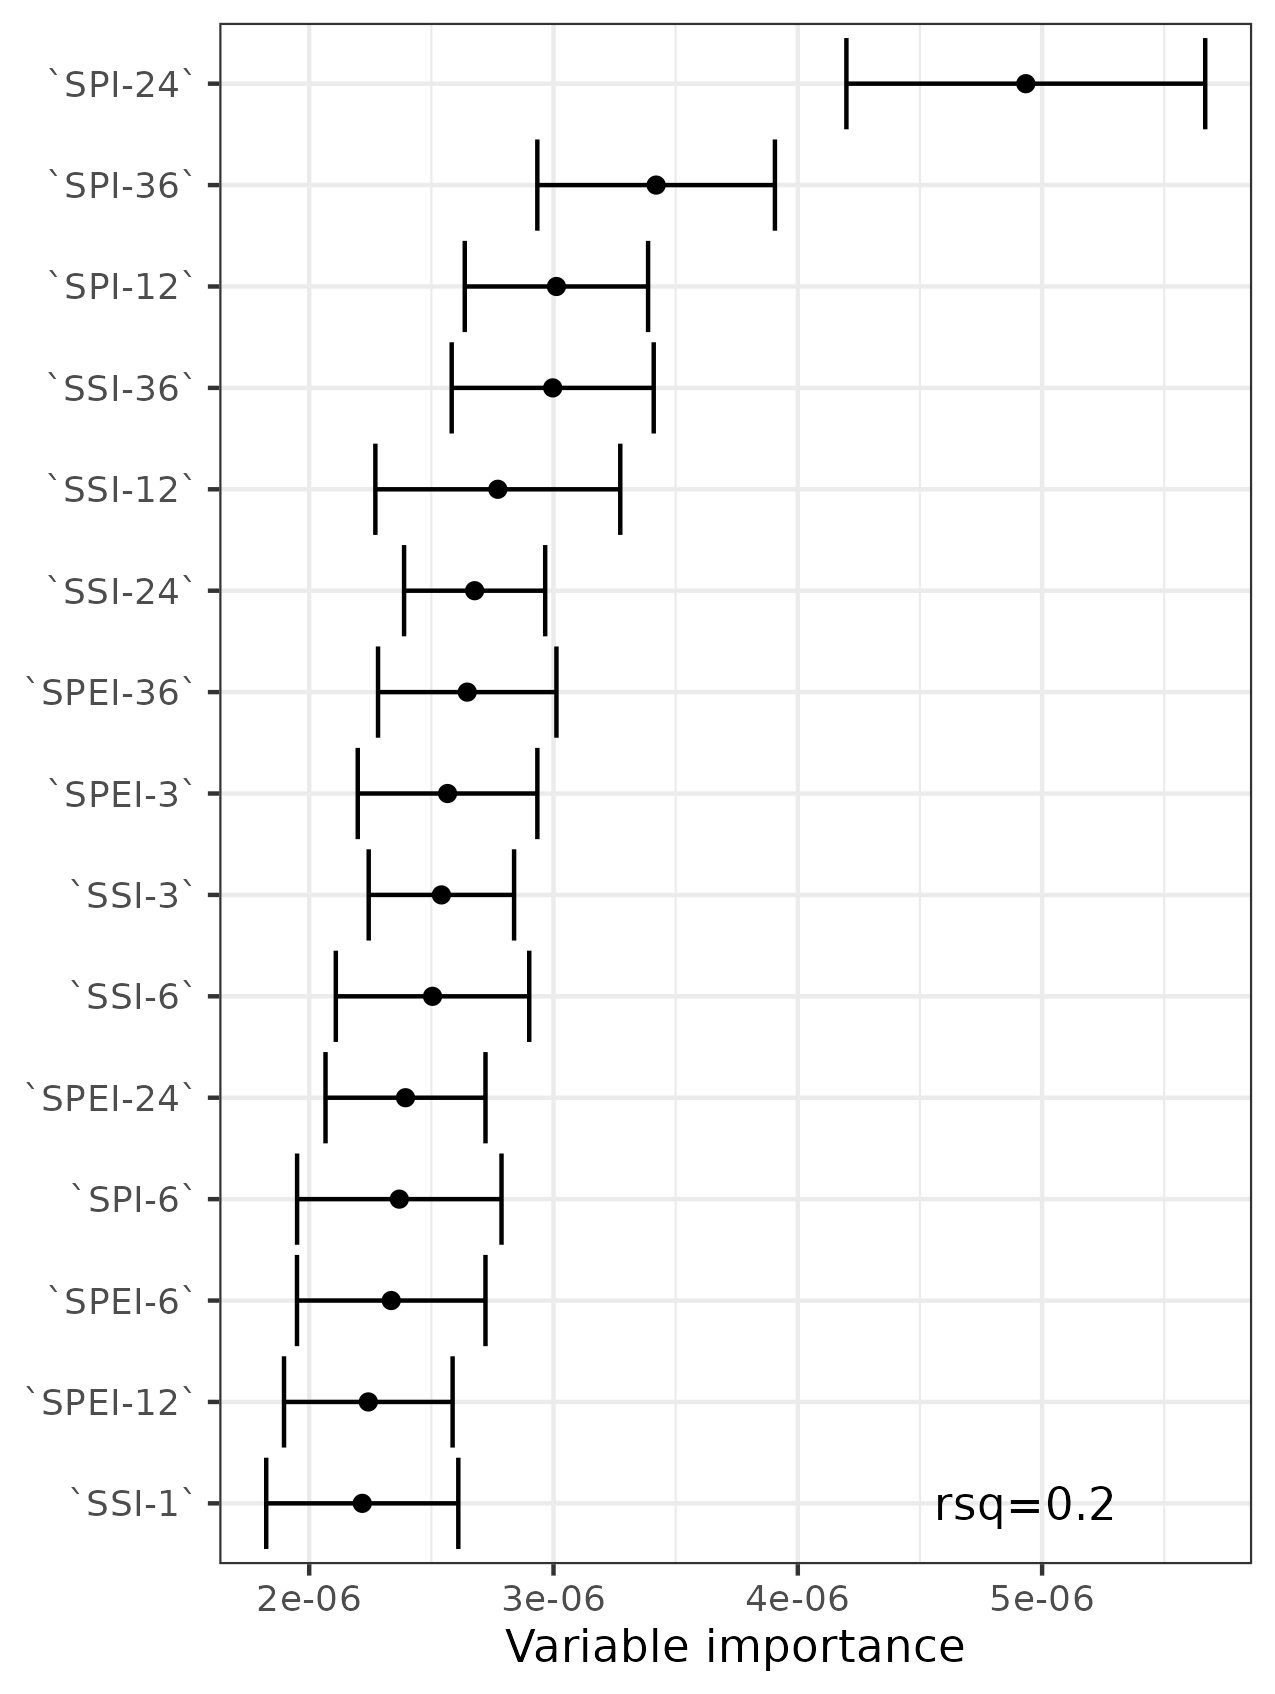 `SPI-24`
`SPI-36`
`SPI-12`
`SSI-36`
`SSI-12`
`SSI-24`
`SPEI-36`
`SPEI-3`
`SSI-3`
`SSI-6`
`SPEI-24`
`SPI-6`
`SPEI-6`
`SPEI-12`
`SSI-1`
rsq=0.2
2e-06 3e-06 4e-06 5e-06
Variable importance